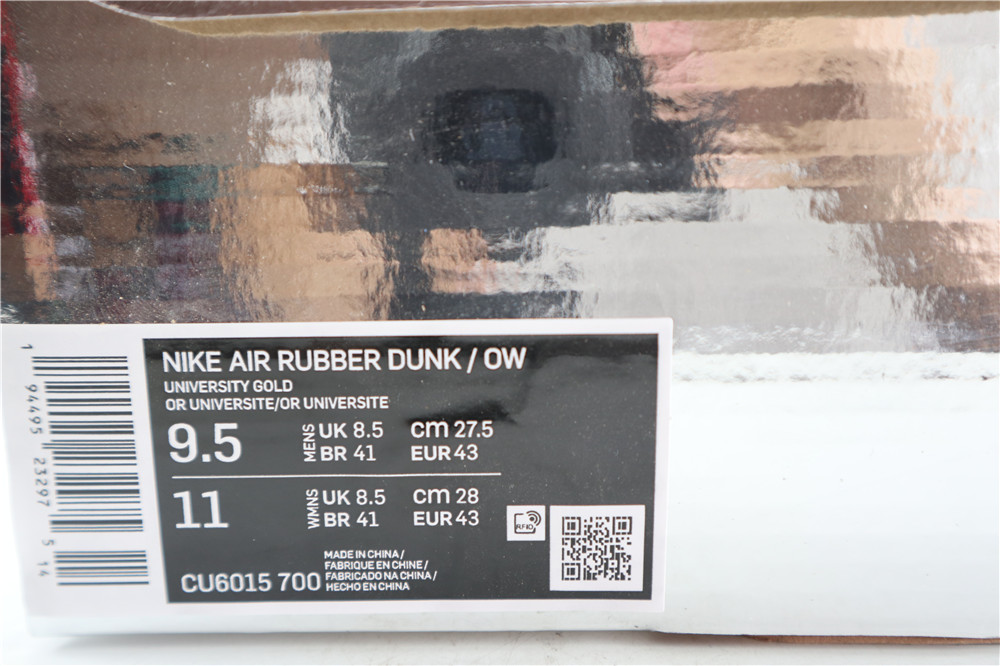 NIKE AIR RUBBER DUNK / OW
UNIVERSITY GOLD
OR UNIVERSITE/OR UNIVERSITE
9.5 MENS UK 8.5 cm 27.5
BR 41 EUR 43
11 WMNS UK 8.5 cm 28
BR 41 EUR 43
RFID
CU6015 700
MADE IN CHINA /
FABRIQUE EN CHINE /
FABRICADO NA CHINA /
HECHO EN CHINA
1 94495 23297 5 14